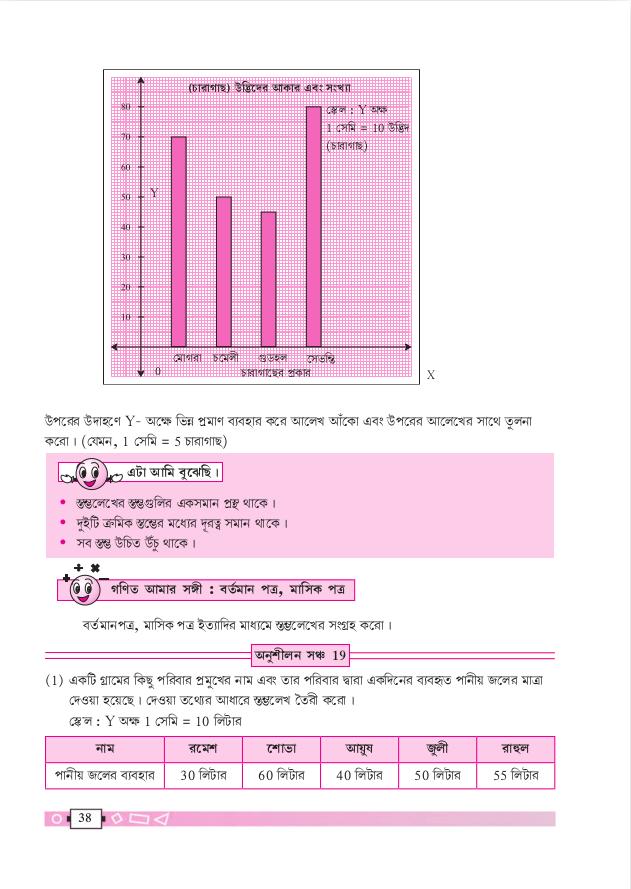 (চারাগাছ) উদ্ভিদের আকার এবং সংখ্যা
স্কেল : Y অক্ষ
1 সেমি = 10 উদ্ভিদ
(চারাগাছ)
80
70
60
50
Y
40
30
20
10
মোগরা চমেলী গুডহল সেভন্তি
0 চারাগাছের প্রকার
X
উপরের উদাহণে Y- অক্ষে ভিন্ন প্রমাণ ব্যবহার করে আলেখ আঁকো এবং উপরের আলেখের সাথে তুলনা
করো। (যেমন, 1 সেমি = 5 চারাগাছ)
এটা আমি বুঝেছি।
• স্তম্ভলেখের স্তম্ভগুলির একসমান প্রস্থ থাকে।
• দুইটি ক্রমিক স্তম্ভের মধ্যের দূরত্ব সমান থাকে।
• সব স্তম্ভ উচিত উঁচু থাকে।
গণিত আমার সঙ্গী : বর্তমান পত্র, মাসিক পত্র
বর্তমানপত্র, মাসিক পত্র ইত্যাদির মাধ্যমে স্তম্ভলেখের সংগ্রহ করো।
অনুশীলন সঞ্চ 19
(1) একটি গ্রামের কিছু পরিবার প্রমুখের নাম এবং তার পরিবার দ্বারা একদিনের ব্যবহৃত পানীয় জলের মাত্রা
দেওয়া হয়েছে। দেওয়া তথ্যের আধারে স্তম্ভলেখ তৈরী করো।
স্কেল : Y অক্ষ 1 সেমি = 10 লিটার
নাম রমেশ শোভা আয়ূষ জুলী রাহুল
পানীয় জলের ব্যবহার 30 লিটার 60 লিটার 40 লিটার 50 লিটার 55 লিটার
38